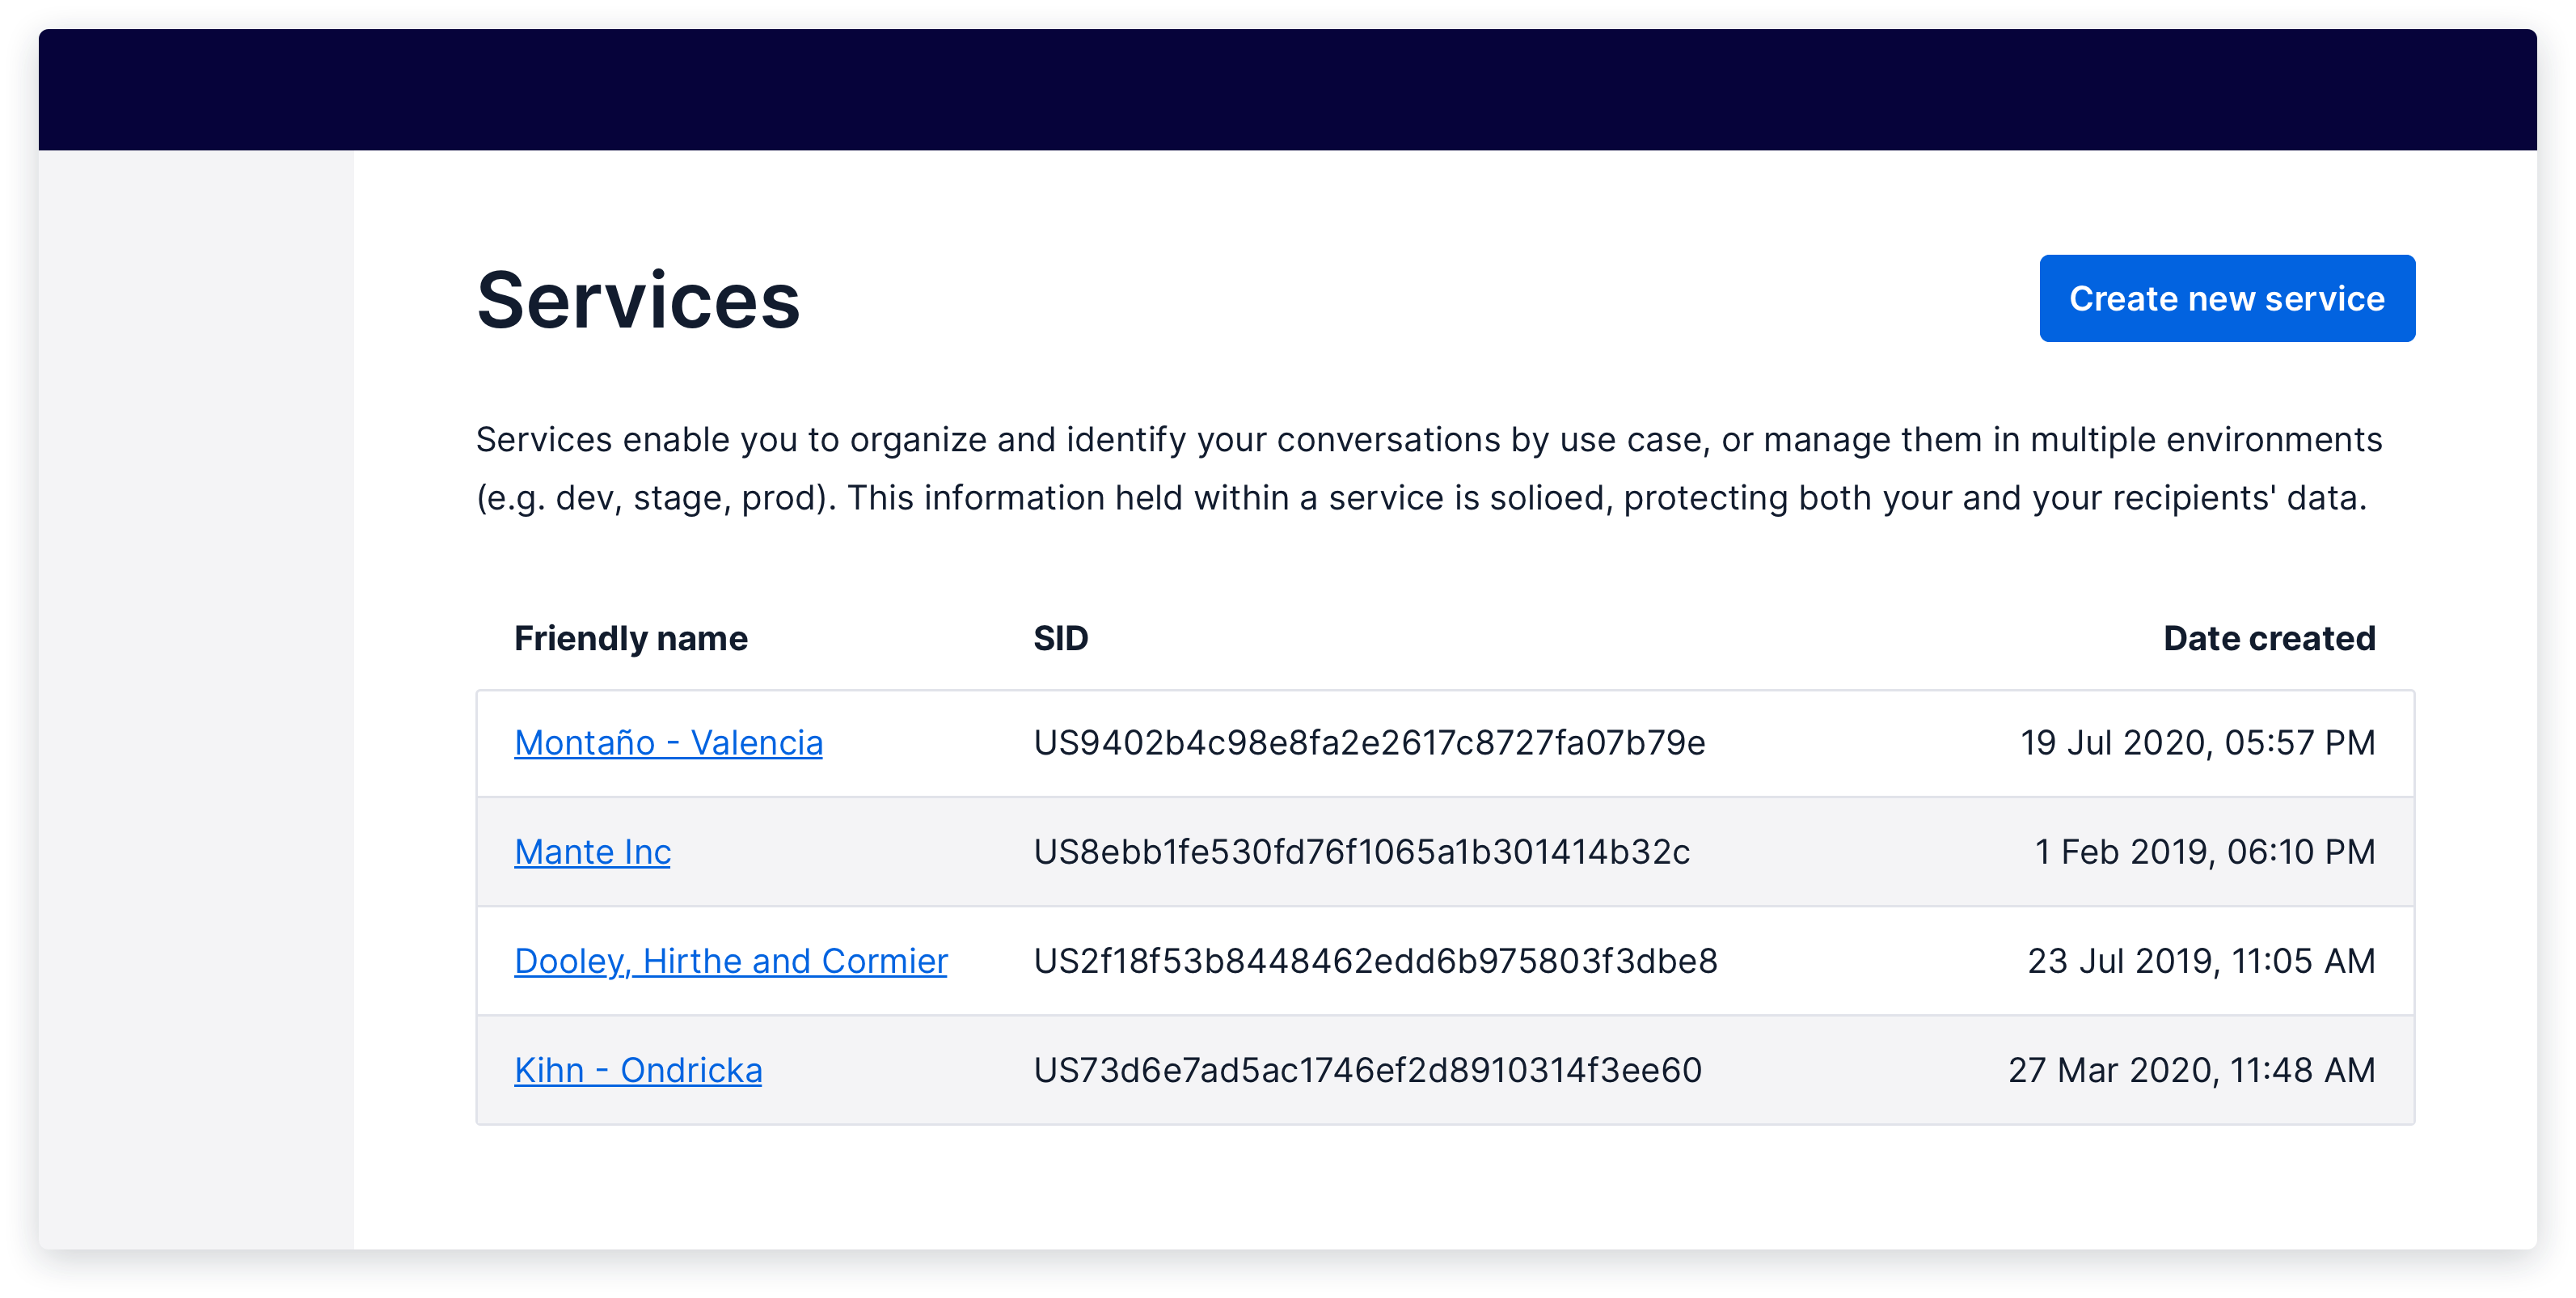 Services
Create new service
Services enable you to organize and identify your conversations by use case, or manage them in multiple environments
(e.g. dev, stage, prod). This information held within a service is solioed, protecting both your and your recipients' data.
Friendly name SID Date created
Montaño - Valencia US9402b4c98e8fa2e2617c8727fa07b79e 19 Jul 2020, 05:57 PM
Mante Inc US8ebb1fe530fd76f1065a1b301414b32c 1 Feb 2019, 06:10 PM
Dooley, Hirthe and Cormier US2f18f53b8448462edd6b975803f3dbe8 23 Jul 2019, 11:05 AM
Kihn - Ondricka US73d6e7ad5ac1746ef2d8910314f3ee60 27 Mar 2020, 11:48 AM